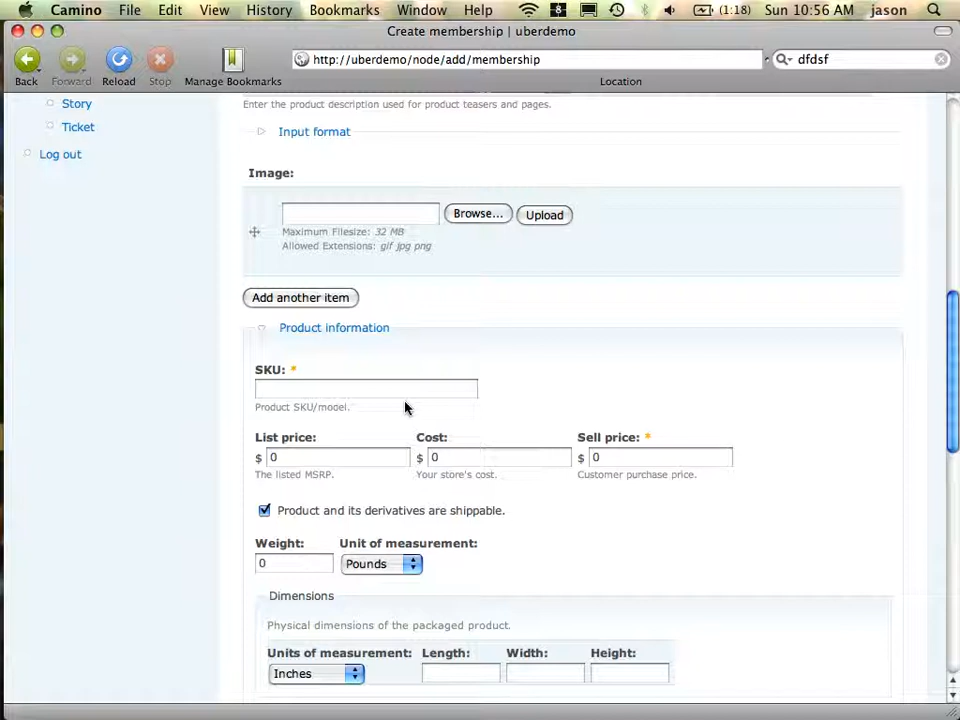 Camino File Edit View History Bookmarks Window Help (1:18) Sun 10:56 AM jason
Create membership | uberdemo
http://uberdemo/node/add/membership dfdsf
Back Forward Reload Stop Manage Bookmarks Location
Story
Ticket
Log out
Enter the product description used for product teasers and pages.
Input format
Image:
Browse... Upload
Maximum Filesize: 32 MB
Allowed Extensions: gif jpg png
Add another item
Product information
SKU: *
Product SKU/model.
List price: Cost: Sell price: *
$ 0 $ 0 $ 0
The listed MSRP. Your store's cost. Customer purchase price.
Product and its derivatives are shippable.
Weight: Unit of measurement:
0 Pounds
Dimensions
Physical dimensions of the packaged product.
Units of measurement: Length: Width: Height:
Inches